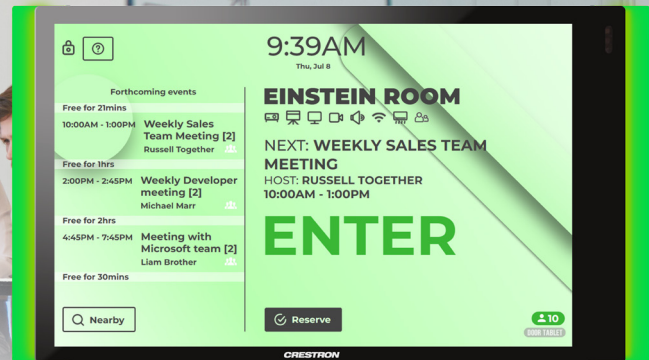 9:39AM
Thu, Jul 8
Forthcoming events
Free for 21mins
10:00AM - 1:00PM Weekly Sales
Team Meeting [2]
Russell Together
Free for 1hrs
2:00PM - 2:45PM Weekly Developer
meeting [2]
Michael Marr
Free for 2hrs
4:45PM - 7:45PM Meeting with
Microsoft team [2]
Liam Brother
Free for 30mins
Nearby
EINSTEIN ROOM
NEXT: WEEKLY SALES TEAM
MEETING
HOST: RUSSELL TOGETHER
10:00AM - 1:00PM
ENTER
Reserve
10
BOOK TABLET
CRESTRON